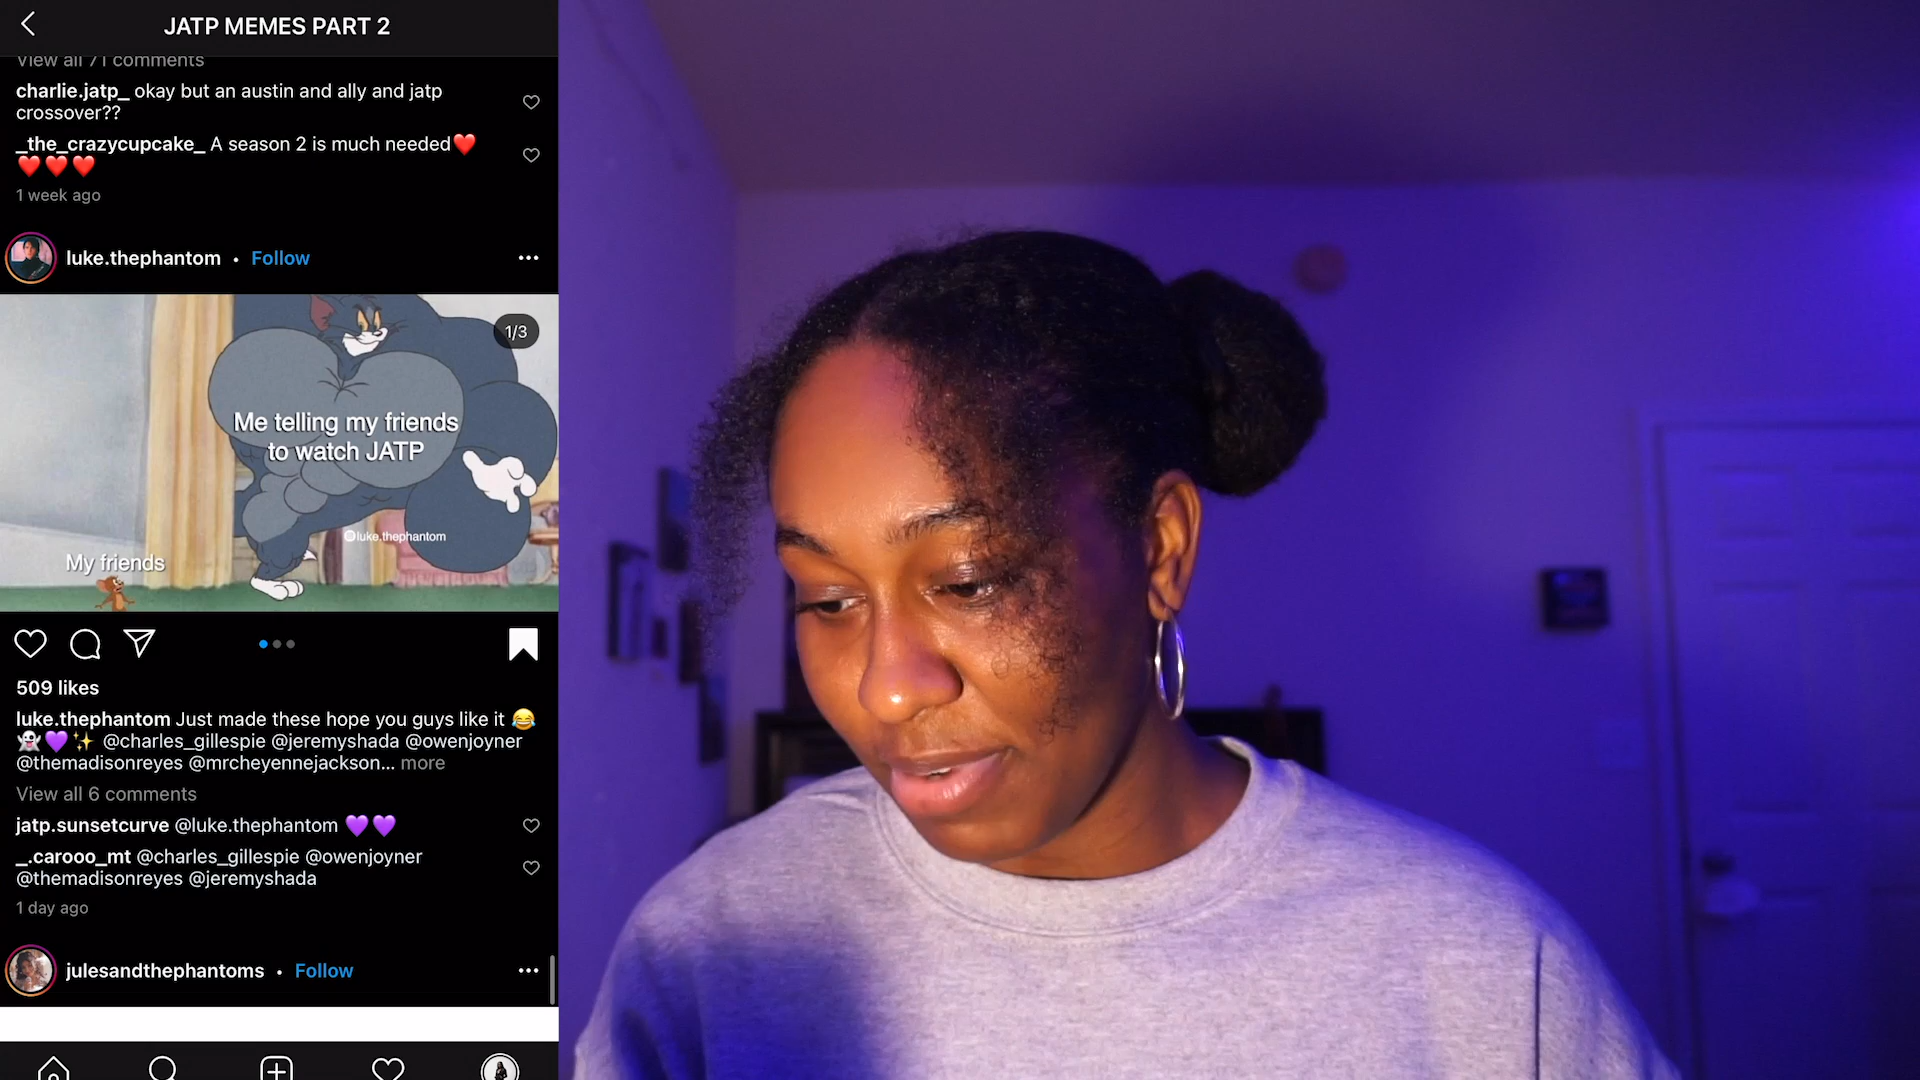 JATP MEMES PART 2
View all 71 comments
charlie.jatp_ okay but an austin and ally and jatp
crossover??
_the_crazycupcake_ A season 2 is much needed❤️
❤️❤️❤️
1 week ago
luke.thephantom • Follow
1/3
Me telling my friends
to watch JATP
@luke.thephantom
My friends
509 likes
luke.thephantom Just made these hope you guys like it 😂
👻💜✨ @charles_gillespie @jeremyshada @owenjoyner
@themadisonreyes @mrcheyennejackson... more
View all 6 comments
jatp.sunsetcurve @luke.thephantom 💜💜
_.carooo_mt @charles_gillespie @owenjoyner
@themadisonreyes @jeremyshada
1 day ago
julesandthephantoms • Follow